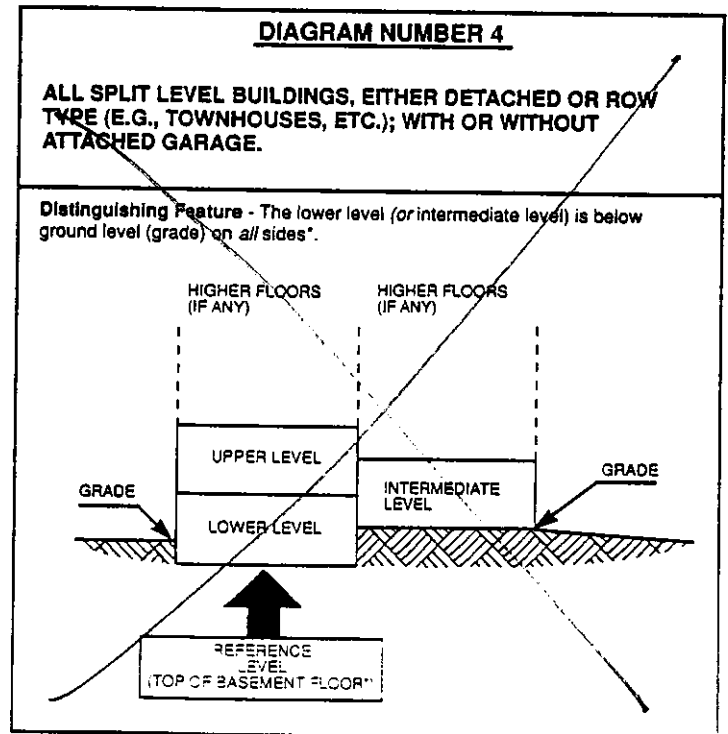 DIAGRAM NUMBER 4
ALL SPLIT LEVEL BUILDINGS, EITHER DETACHED OR ROW
TYPE (E.G., TOWNHOUSES, ETC.); WITH OR WITHOUT
ATTACHED GARAGE.
Distinguishing Feature - The lower level (or intermediate level) is below
ground level (grade) on all sides*.
HIGHER FLOORS
(IF ANY)
HIGHER FLOORS
(IF ANY)
UPPER LEVEL
INTERMEDIATE
LEVEL
GRADE
GRADE
LOWER LEVEL
REFERENCE
LEVEL
(TOP OF BASEMENT FLOOR*)